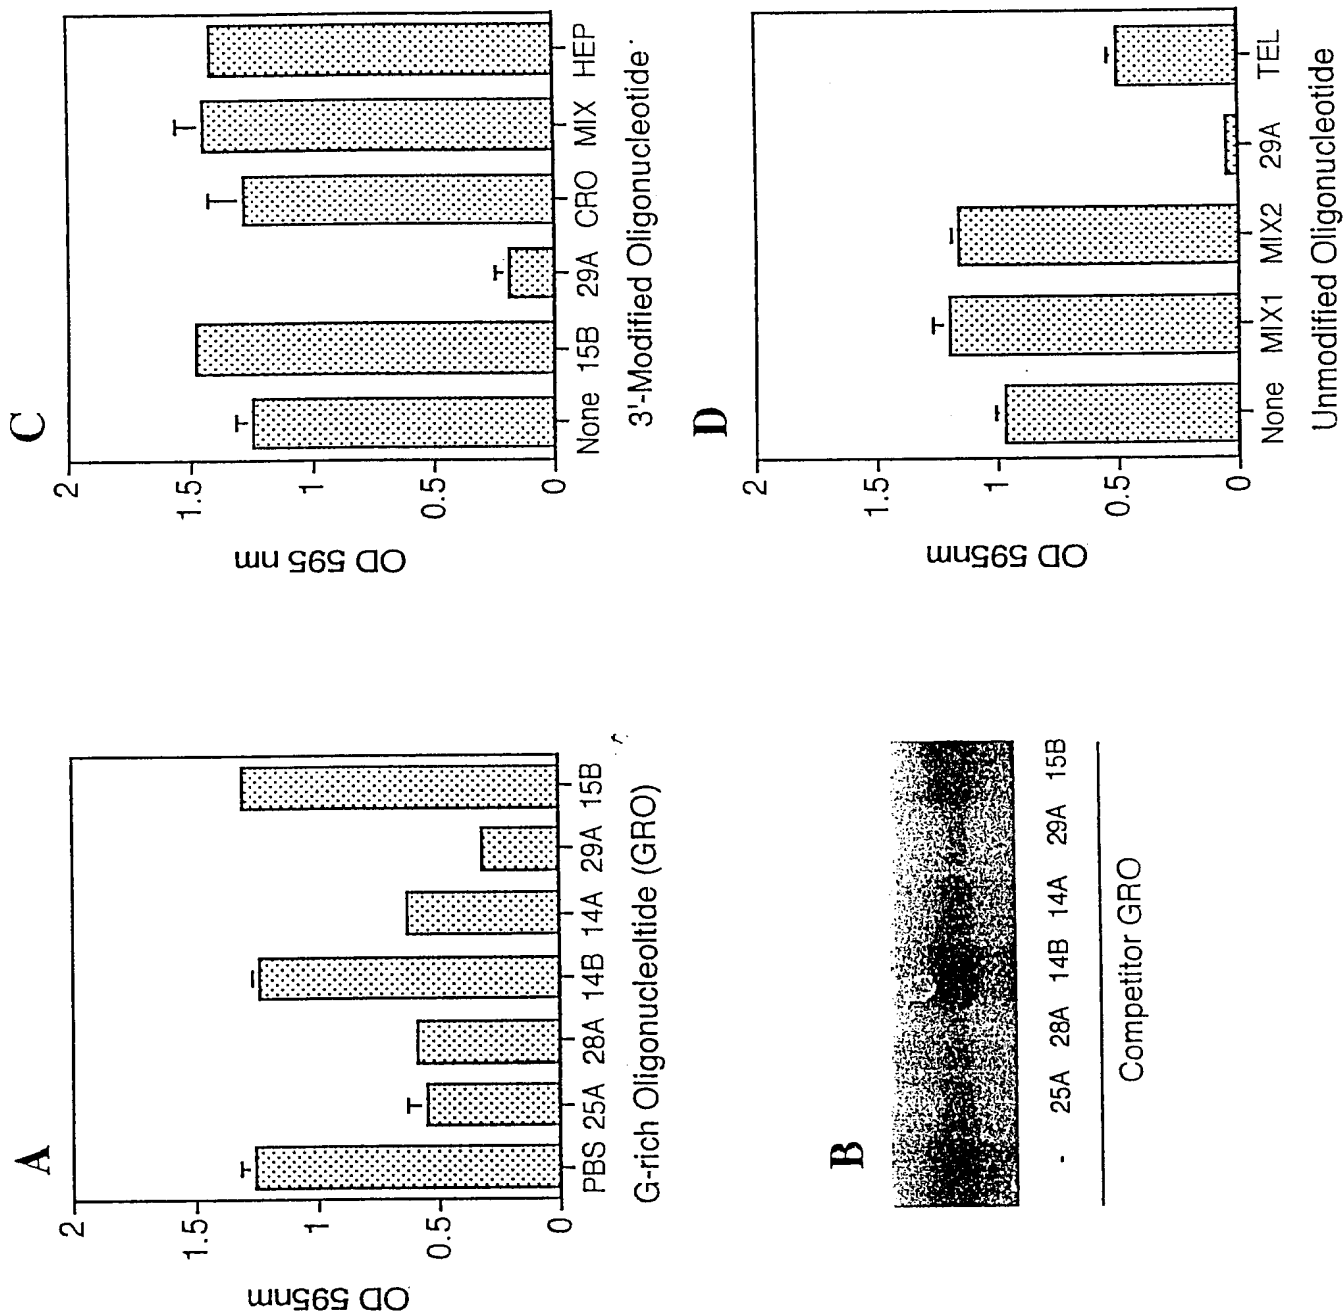 A
2
1.5
1
0.5
0
OD 595nm
PBS 25A 28A 14B 14A 29A 15B
G-rich Oligonucleoltide (GRO)
B
- 25A 28A 14B 14A 29A 15B
Competitor GRO
C
2
1.5
1
0.5
0
OD 595 nm
None 15B 29A CRO MIX HEP
3'-Modified Oligonucleotide
D
2
1.5
1
0.5
0
OD 595nm
None MIX1 MIX2 29A TEL
Unmodified Oligonucleotide